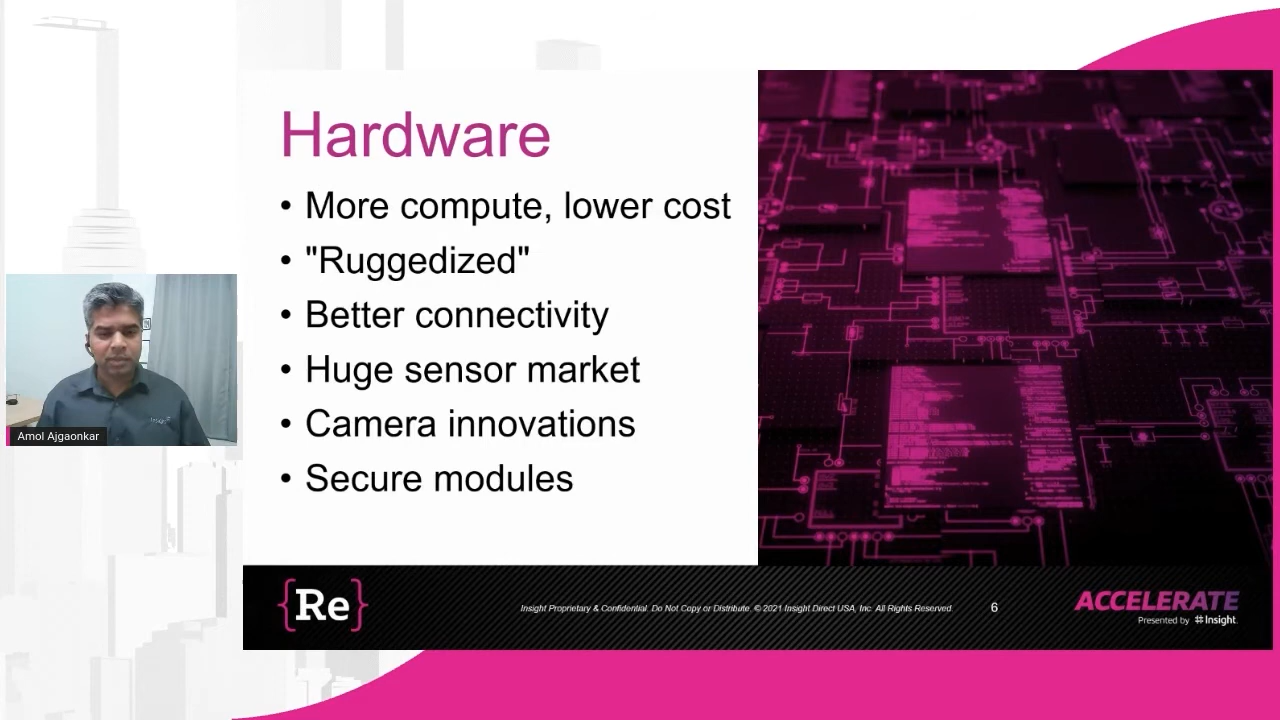 Hardware
• More compute, lower cost
• "Ruggedized"
• Better connectivity
• Huge sensor market
• Camera innovations
• Secure modules
Amol Ajgaonkar
{Re}
Insight Proprietary & Confidential. Do Not Copy or Distribute. © 2021 Insight Direct USA, Inc. All Rights Reserved.
6
ACCELERATE
Presented by Insight.